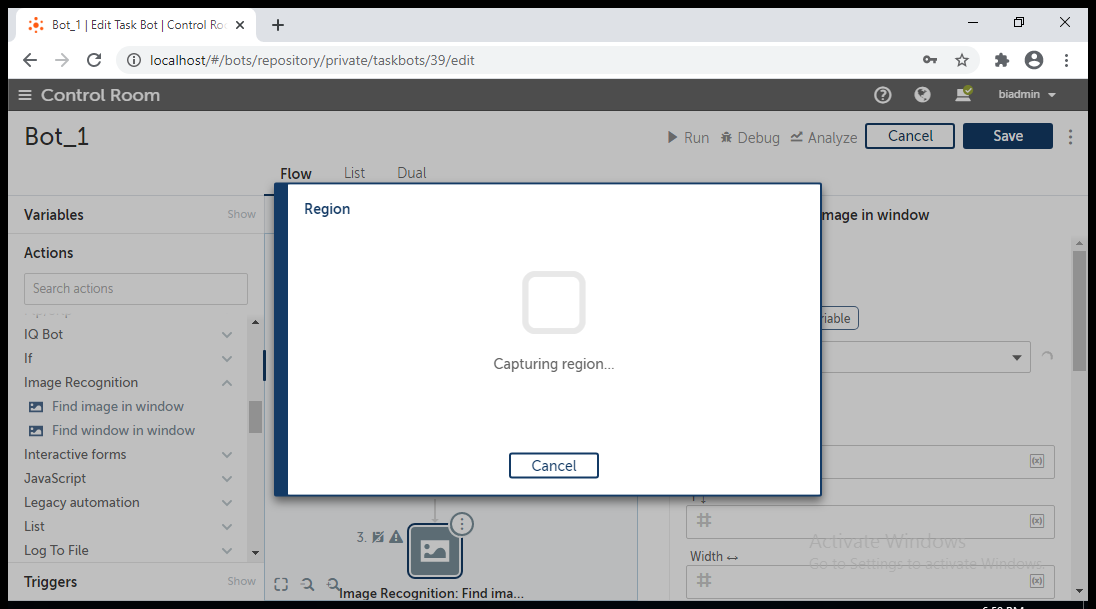 Bot_1 | Edit Task Bot | Control Ro
localhost/#/bots/repository/private/taskbots/39/edit
Control Room
biadmin
Bot_1
Run
Debug
Analyze
Cancel
Save
Flow
List
Dual
Variables
Show
Actions
Search actions
IQ Bot
If
Image Recognition
Find image in window
Find window in window
Interactive forms
JavaScript
Legacy automation
List
Log To File
Triggers
Show
Region
Capturing region...
Cancel
mage in window
riable
(x)
(x)
Width
(x)
3.
Image Recognition: Find ima...
Activate Windows
Go to Settings to activate Windows.